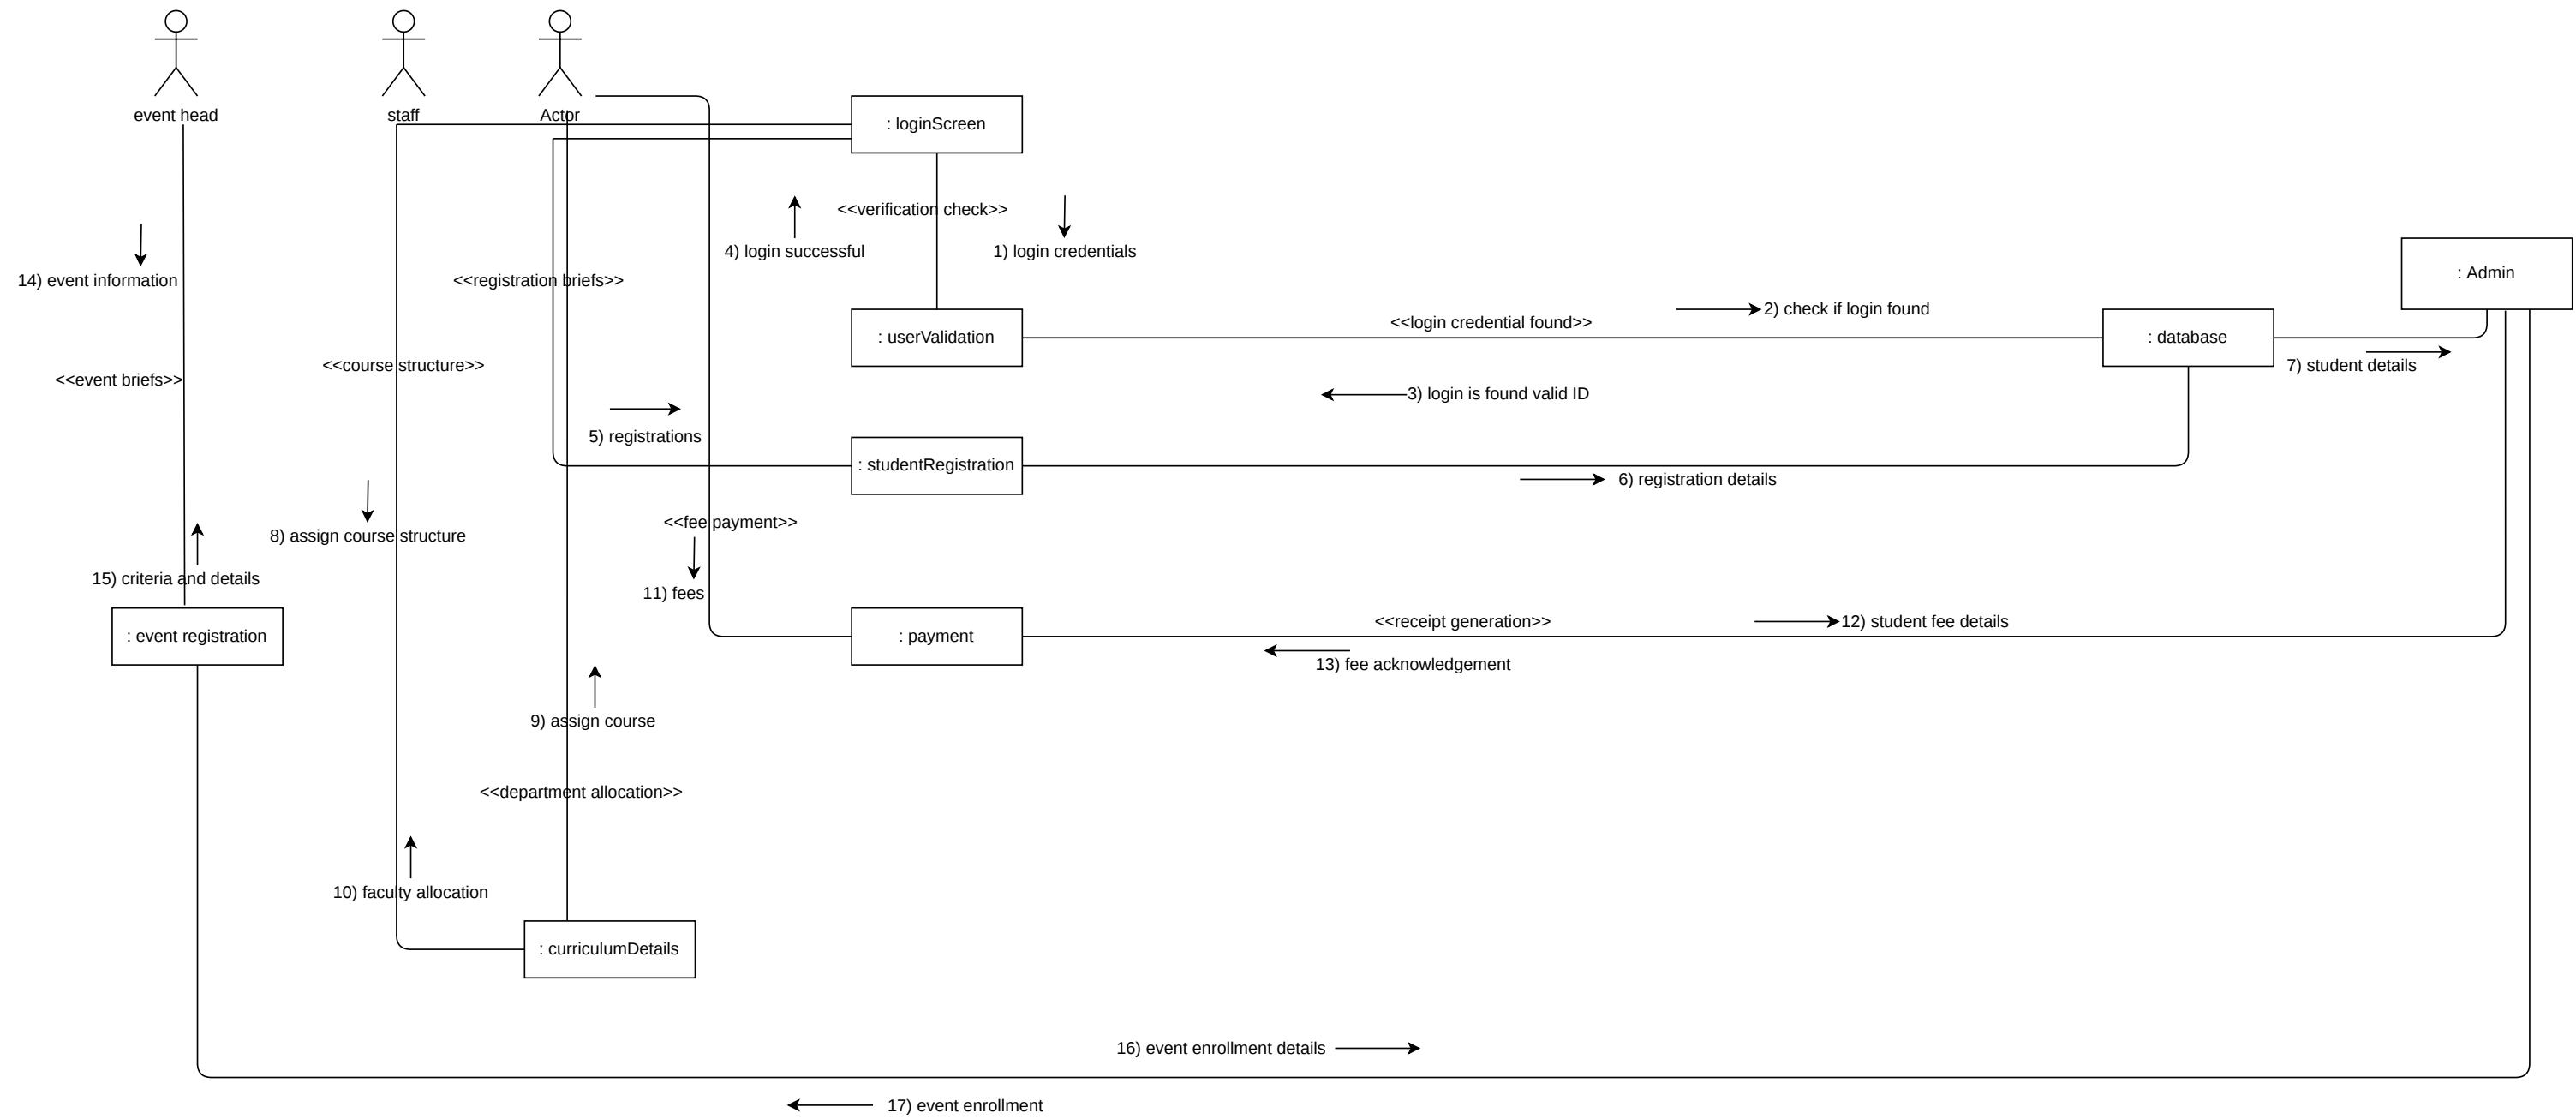 event head
staff
Actor
: loginScreen
<<verification check>>
4) login successful
1) login credentials
14) event information
<<registration briefs>>
: Admin
2) check if login found
<<login credential found>>
: userValidation
: database
7) student details
<<course structure>>
<<event briefs>>
3) login is found valid ID
5) registrations
: studentRegistration
6) registration details
<<fee payment>>
8) assign course structure
15) criteria and details
11) fees
<<receipt generation>>
12) student fee details
: event registration
: payment
13) fee acknowledgement
9) assign course
<<department allocation>>
10) faculty allocation
: curriculumDetails
16) event enrollment details
17) event enrollment